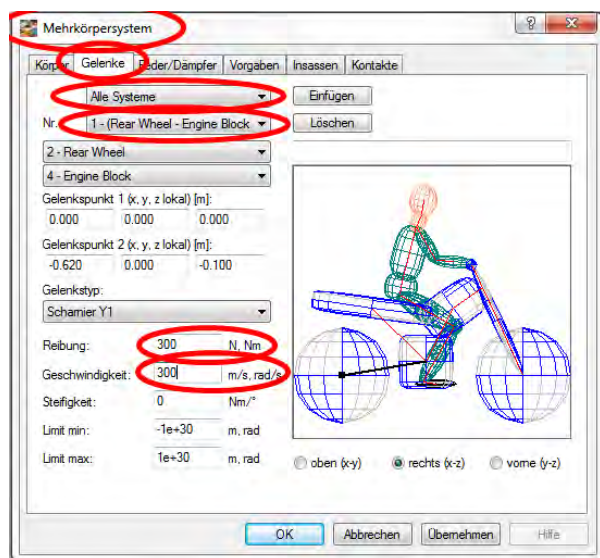 Mehrkörpersystem
Körper Gelenke Feder/Dämpfer Vorgaben Insassen Kontakte
Alle Systeme Einfügen
Nr. 1 - (Rear Wheel - Engine Block Löschen
2 - Rear Wheel
4 - Engine Block
Gelenkspunkt 1 (x, y, z lokal) [m]:
0.000 0.000 0.000
Gelenkspunkt 2 (x, y, z lokal) [m]:
-0.620 0.000 -0.100
Gelenkstyp:
Scharnier Y1
Reibung: 300 N, Nm
Geschwindigkeit: 300 m/s, rad/s
Steifigkeit: 0 Nm/°
Limit min: -1e+30 m, rad
Limit max: 1e+30 m, rad
oben (x-y) rechts (x-z) vorne (y-z)
OK Abbrechen Übernehmen Hilfe